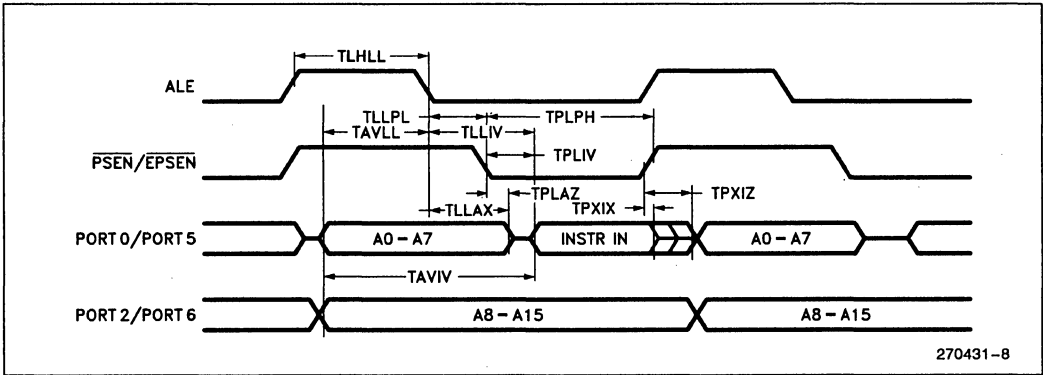 TLHLL
ALE
TLLPL
TPLPH
TAVLL
TLLIV
PSEN/EPSEN
TPLIV
TPLAZ
TPXIZ
TLLAX
TPXIX
PORT 0/PORT 5
A0 – A7
INSTR IN
A0 – A7
TAVIV
PORT 2/PORT 6
A8 – A15
A8 – A15
270431–8